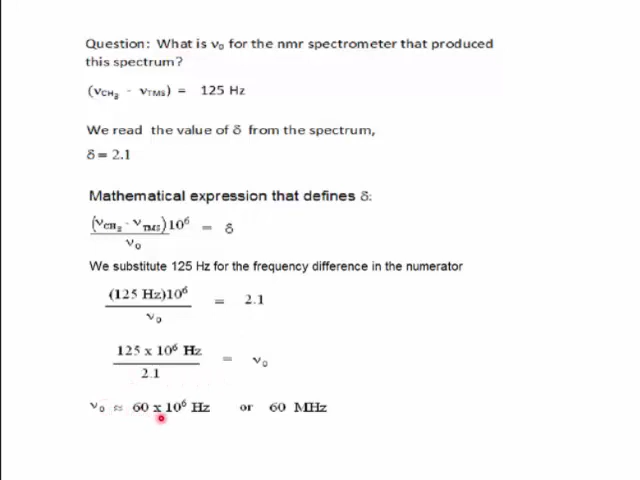 Question: What is ν₀ for the nmr spectrometer that produced
this spectrum?
(νCH₃ - νTMS) = 125 Hz
We read the value of δ from the spectrum,
δ = 2.1
Mathematical expression that defines δ:
(νCH₃ - νTMS)10⁶ = δ
ν₀
We substitute 125 Hz for the frequency difference in the numerator
(125 Hz)10⁶ = 2.1
ν₀
125 x 10⁶ Hz = ν₀
2.1
ν₀ ≈ 60 x 10⁶ Hz or 60 MHz